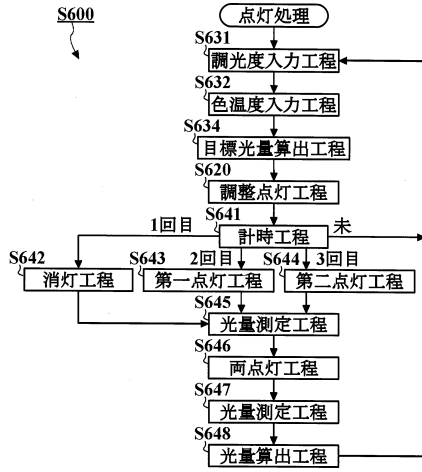 S600
点灯処理
S631
調光度入力工程
S632
色温度入力工程
S634
目標光量算出工程
S620
調整点灯工程
S641
計時工程
1回目
未
S642
消灯工程
S643
2回目
第一点灯工程
S644
3回目
第二点灯工程
S645
光量測定工程
S646
両点灯工程
S647
光量測定工程
S648
光量算出工程